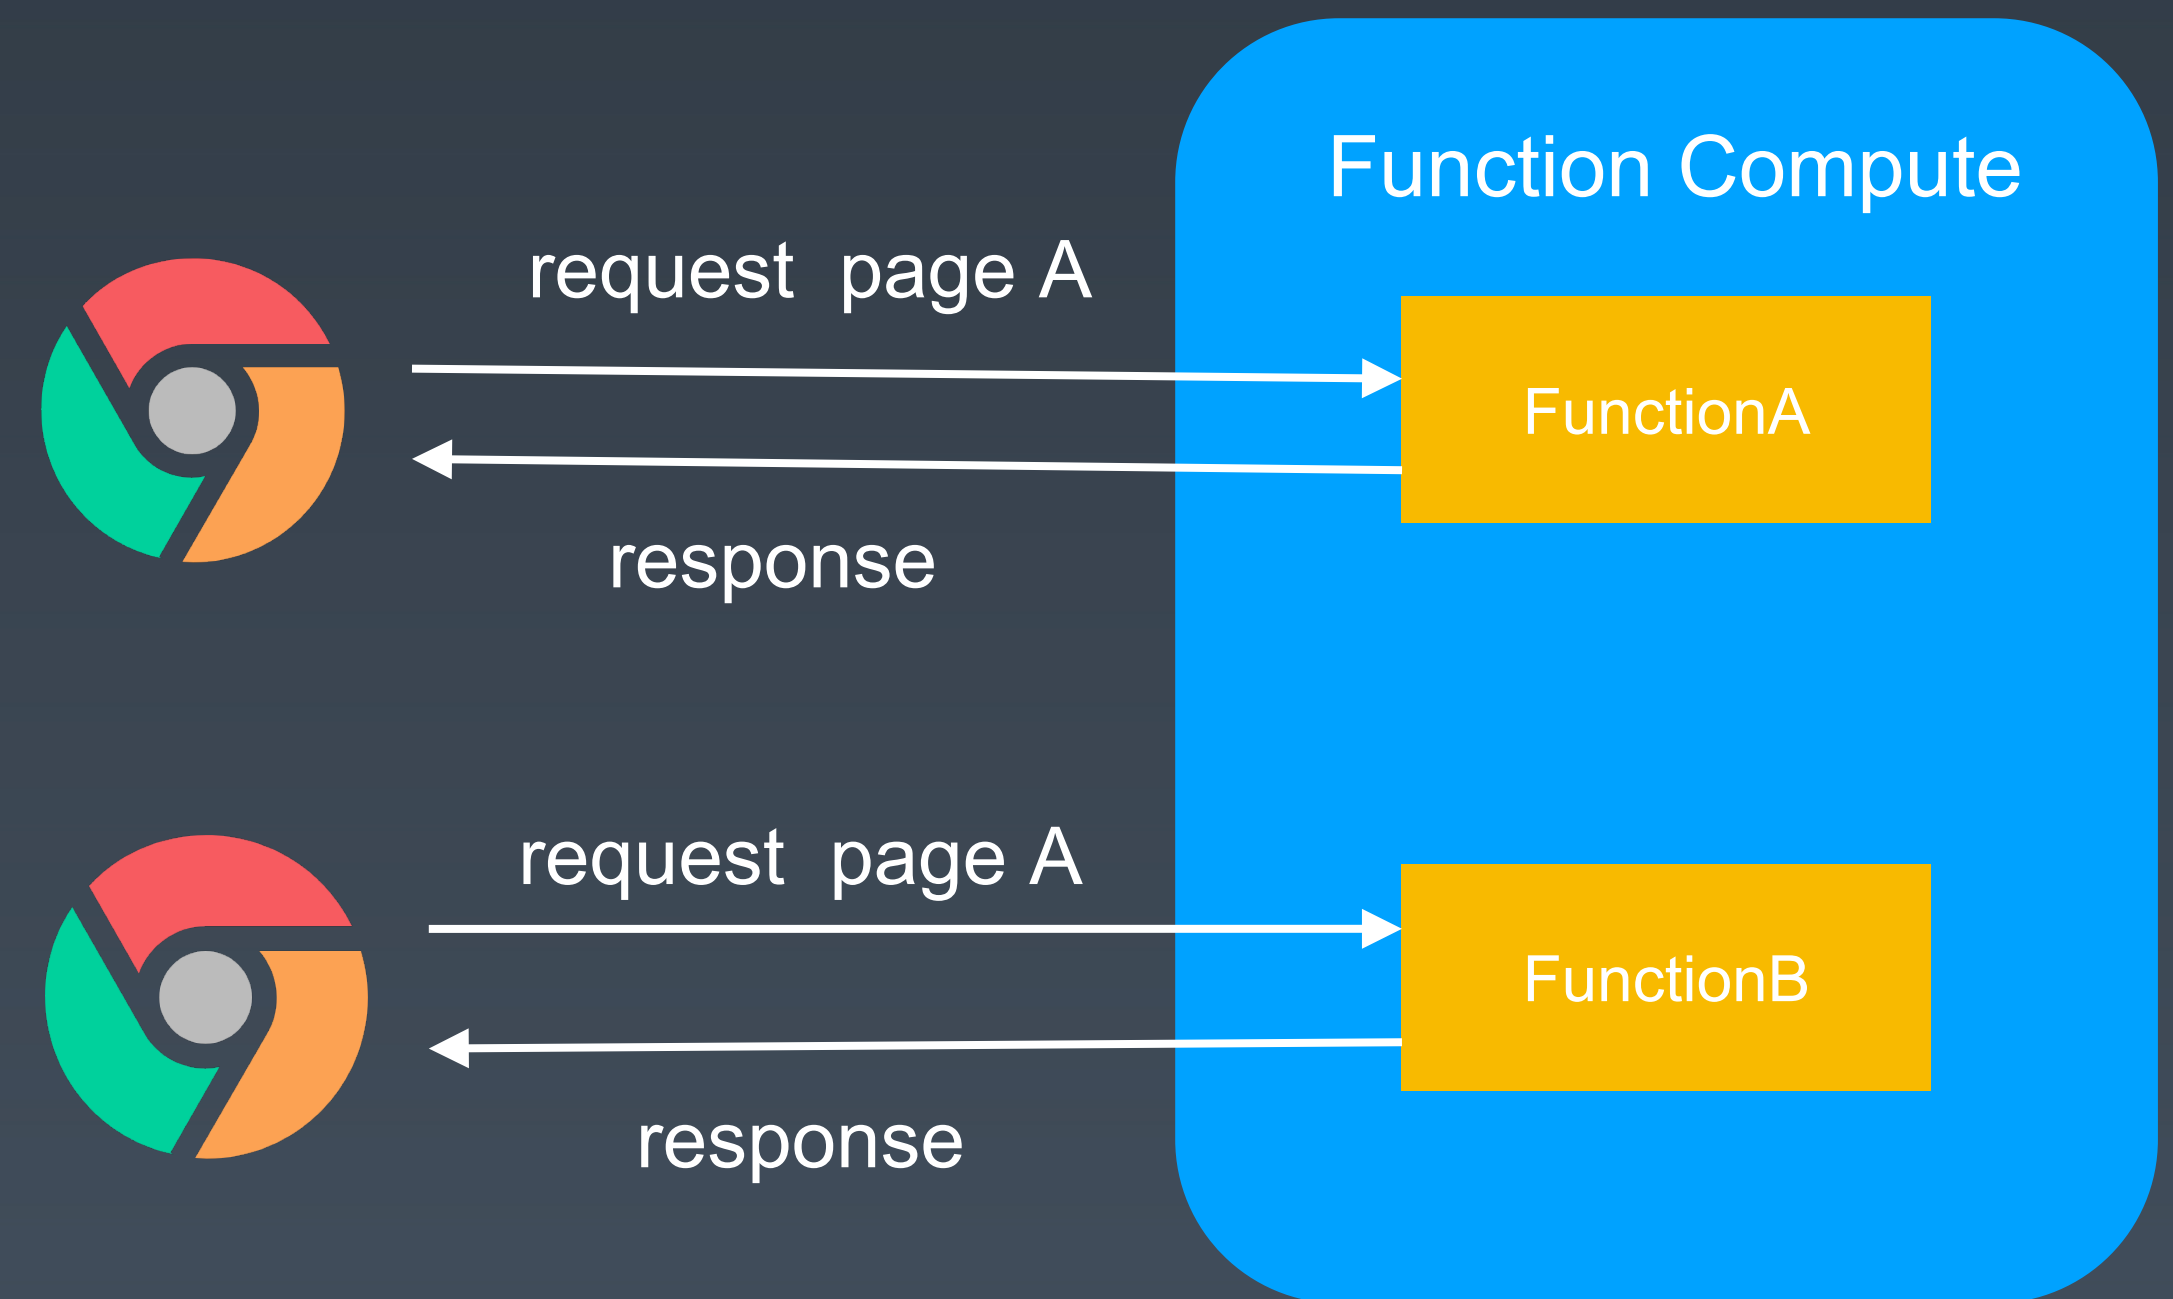 Function Compute
request  page A
FunctionA
response
request  page A
FunctionB
response